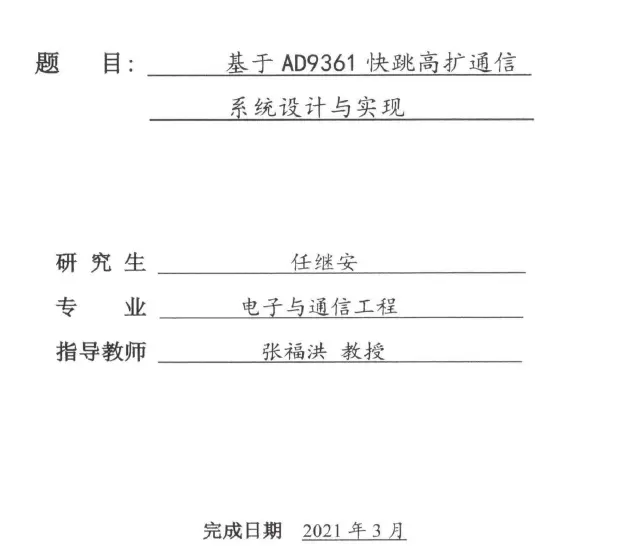 题 目: 基于 AD9361 快跳高扩通信
系统设计与实现
研 究 生 任继安
专 业 电子与通信工程
指导教师 张福洪 教授
完成日期 2021 年 3 月